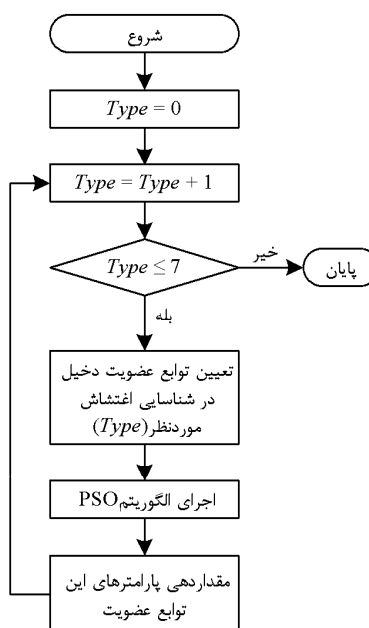 شروع
Type = 0
Type = Type + 1
Type ≤ 7
خیر
پایان
بله
تعیین توابع عضویت دخیل
در شناسایی اغتشاش
موردنظر(Type)
اجرای الگوریتمPSO
مقداردهی پارامترهای این
توابع عضویت